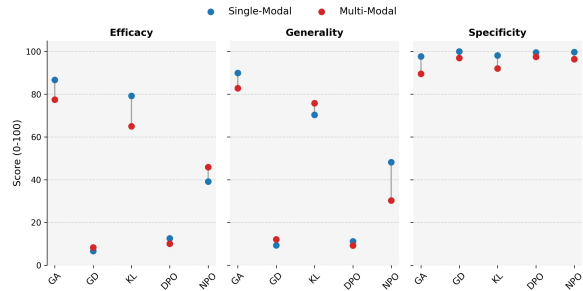 Single-Modal Multi-Modal
Efficacy Generality Specificity
Score (0-100)
100
80
60
40
20
0
GA GD KL DPO NPO GA GD KL DPO NPO GA GD KL DPO NPO